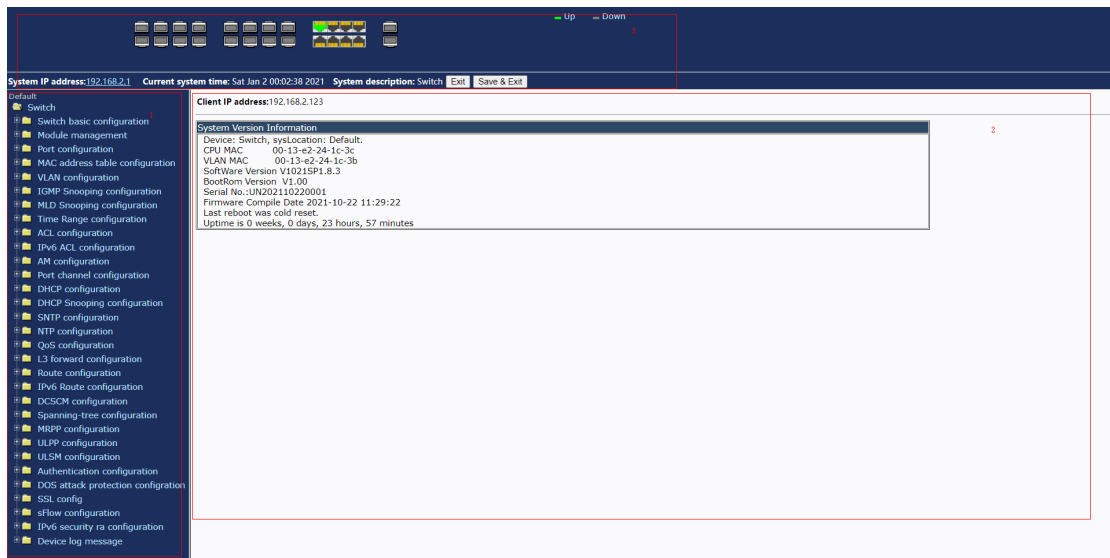 Up Down
3
System IP address:192.168.2.1 Current system time: Sat Jan 2 00:02:38 2021 System description: Switch Exit Save & Exit
Default
Switch
1
Switch basic configuration
Module management
Port configuration
MAC address table configuration
VLAN configuration
IGMP Snooping configuration
MLD Snooping configuration
Time Range configuration
ACL configuration
IPv6 ACL configuration
AM configuration
Port channel configuration
DHCP configuration
DHCP Snooping configuration
SNTP configuration
NTP configuration
QoS configuration
L3 forward configuration
Route configuration
IPv6 Route configuration
DCSCM configuration
Spanning-tree configuration
MRPP configuration
ULPP configuration
ULSM configuration
Authentication configuration
DOS attack protection configration
SSL config
sFlow configuration
IPv6 security ra configuration
Device log message
Client IP address:192.168.2.123
2
System Version Information
Device: Switch, sysLocation: Default.
CPU MAC 00-13-e2-24-1c-3c
VLAN MAC 00-13-e2-24-1c-3b
SoftWare Version V1021SP1.8.3
BootRom Version V1.00
Serial No.:UN202110220001
Firmware Compile Date 2021-10-22 11:29:22
Last reboot was cold reset.
Uptime is 0 weeks, 0 days, 23 hours, 57 minutes